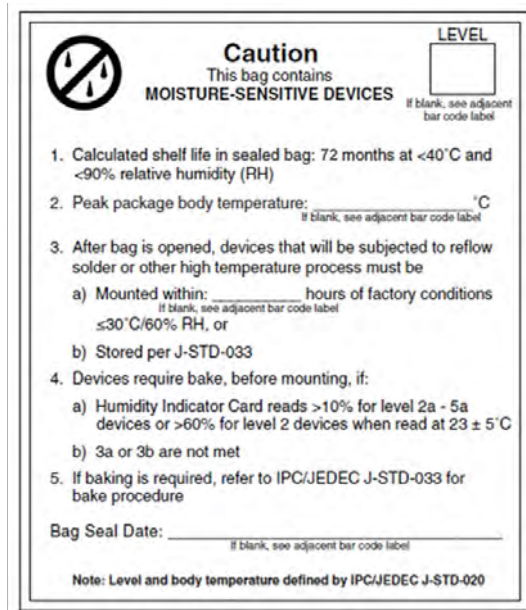 LEVEL
Caution
This bag contains
MOISTURE-SENSITIVE DEVICES
If blank, see adjacent
bar code label
1. Calculated shelf life in sealed bag: 72 months at <40˚C and
<90% relative humidity (RH)
2. Peak package body temperature: ____________________˚C
If blank, see adjacent bar code label
3. After bag is opened, devices that will be subjected to reflow
solder or other high temperature process must be
a) Mounted within: ___________ hours of factory conditions
If blank, see adjacent bar code label
≤30˚C/60% RH, or
b) Stored per J-STD-033
4. Devices require bake, before mounting, if:
a) Humidity Indicator Card reads >10% for level 2a - 5a
devices or >60% for level 2 devices when read at 23 ± 5˚C
b) 3a or 3b are not met
5. If baking is required, refer to IPC/JEDEC J-STD-033 for
bake procedure
Bag Seal Date: ______________________________
If blank, see adjacent bar code label
Note: Level and body temperature defined by IPC/JEDEC J-STD-020